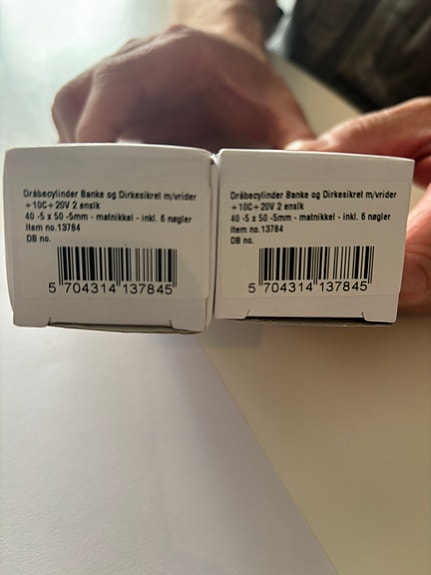 Dråbecylinder Banke og Dirkesikret m/vrider
+10C+20V 2 enslk
40 -5 x 50 -5mm - matnikkel - inkl. 6 nøgler
Item no.13784
DB no.
5 704314 137845
Dråbecylinder Banke og Dirkesikret m/vrider
+10C+20V 2 enslk
40 -5 x 50 -5mm - matnikkel - inkl. 6 nøgler
Item no.13784
DB no.
5 704314 137845